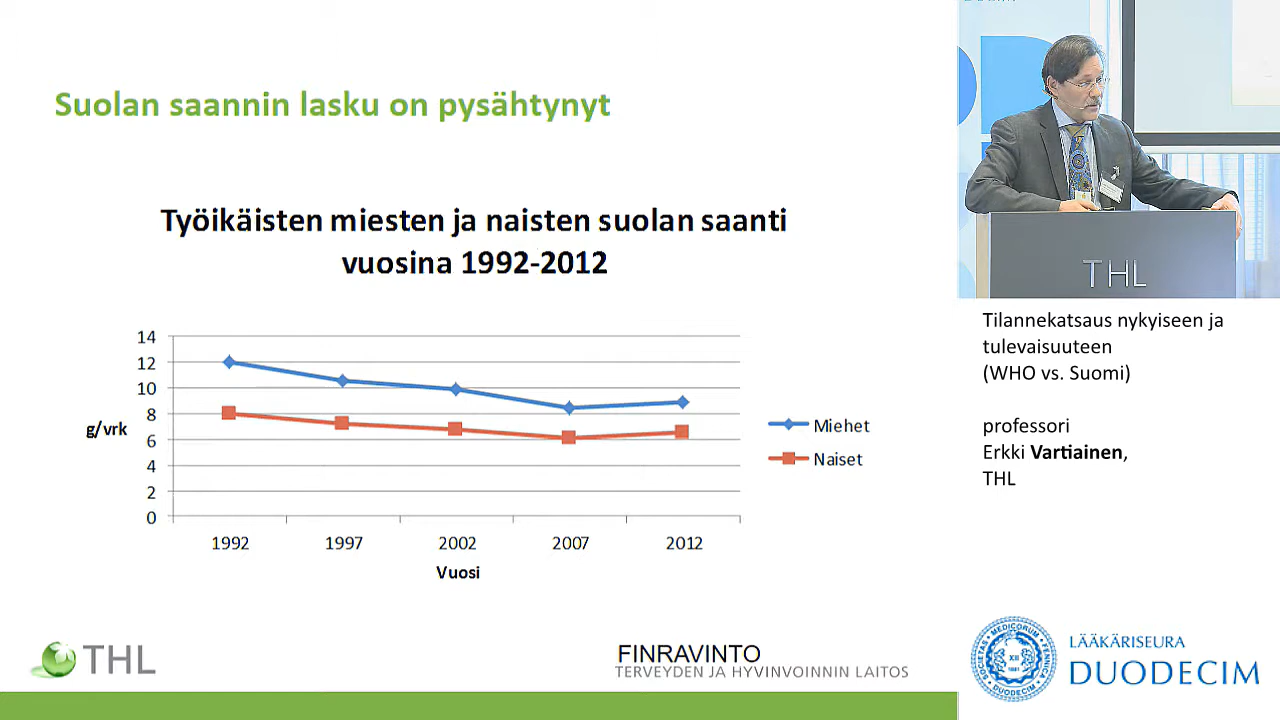 Suolan saannin lasku on pysähtynyt
Työikäisten miesten ja naisten suolan saanti
vuosina 1992-2012
14
12
10
8
6
4
2
0
g/vrk
1992
1997
2002
2007
2012
Vuosi
Miehet
Naiset
THL
FINRAVINTO
TERVEYDEN JA HYVINVOINNIN LAITOS
THL
Tilannekatsaus nykyiseen ja
tulevaisuuteen
(WHO vs. Suomi)
professori
Erkki Vartiainen,
THL
LÄÄKÄRISEURA
DUODECIM